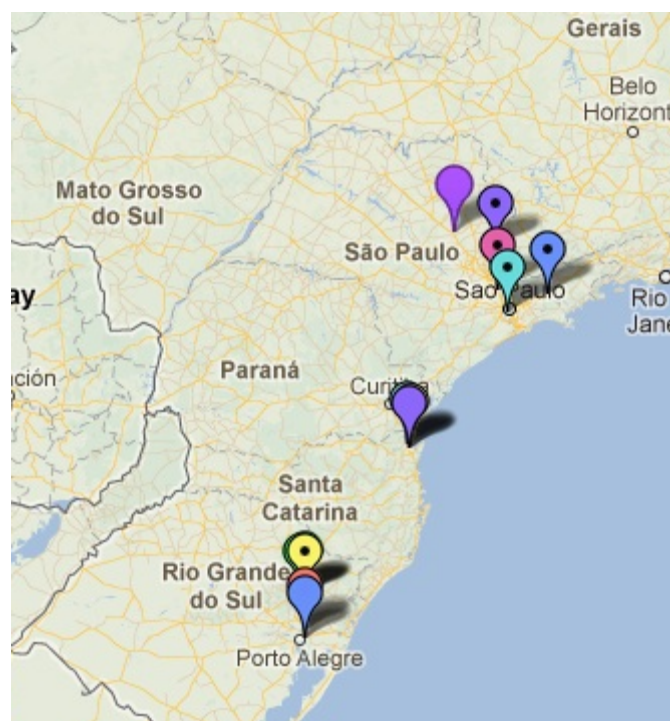 Gerais
Belo
Horizont
Mato Grosso
do Sul
São Paulo
ay
Sao Paulo
Rio
Jane
Paraná
ción
Curitiba
Santa
Catarina
Rio Grande
do Sul
Porto Alegre